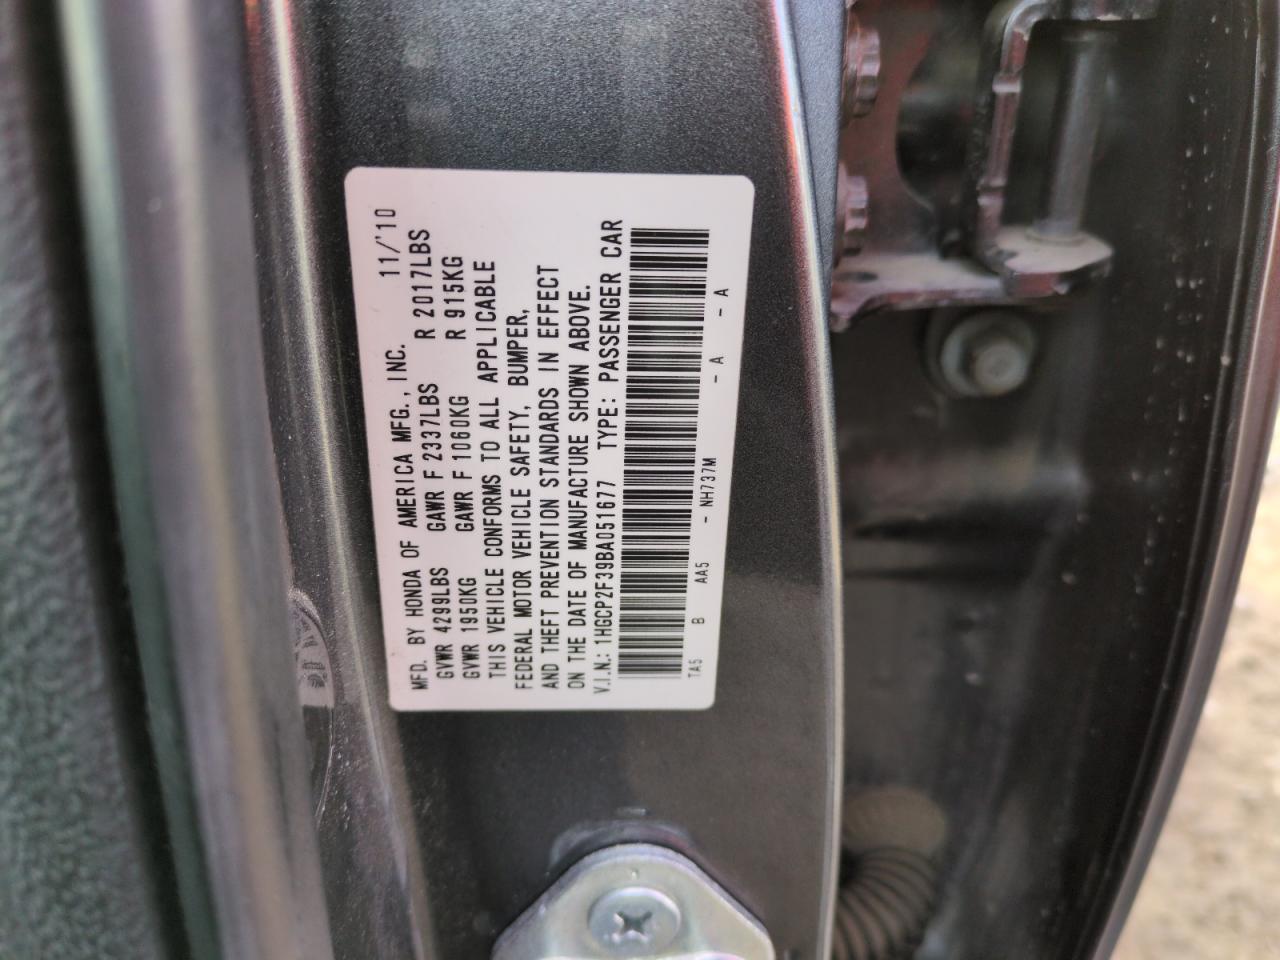 MFD. BY HONDA OF AMERICA MFG., INC. 11/'10
GVWR 4299LBS GAWR F 2337LBS R 2017LBS
GVWR 1950KG GAWR F 1060KG R 915KG
THIS VEHICLE CONFORMS TO ALL APPLICABLE
FEDERAL MOTOR VEHICLE SAFETY, BUMPER,
AND THEFT PREVENTION STANDARDS IN EFFECT
ON THE DATE OF MANUFACTURE SHOWN ABOVE.
V.I.N.: 1HGCP2F39BA051677 TYPE: PASSENGER CAR
TA5 B AA5 - NH737M - A - A